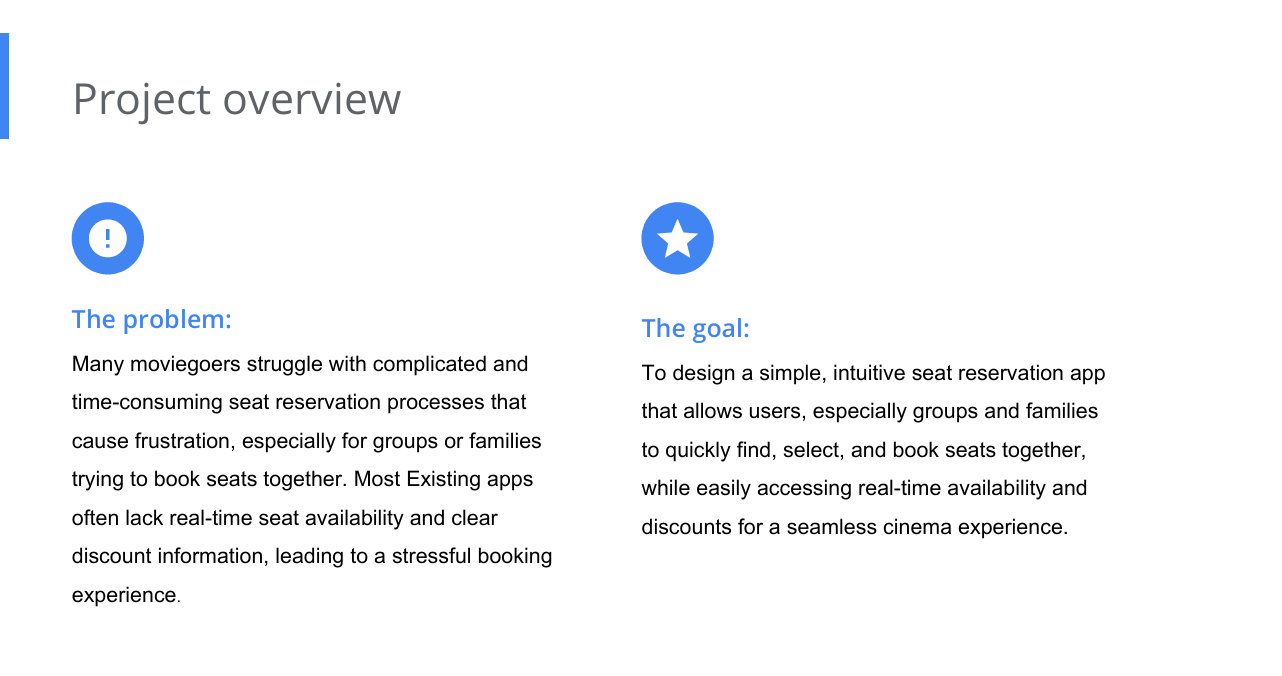 Project overview
The problem:
Many moviegoers struggle with complicated and
time-consuming seat reservation processes that
cause frustration, especially for groups or families
trying to book seats together. Most Existing apps
often lack real-time seat availability and clear
discount information, leading to a stressful booking
experience.
The goal:
To design a simple, intuitive seat reservation app
that allows users, especially groups and families
to quickly find, select, and book seats together,
while easily accessing real-time availability and
discounts for a seamless cinema experience.